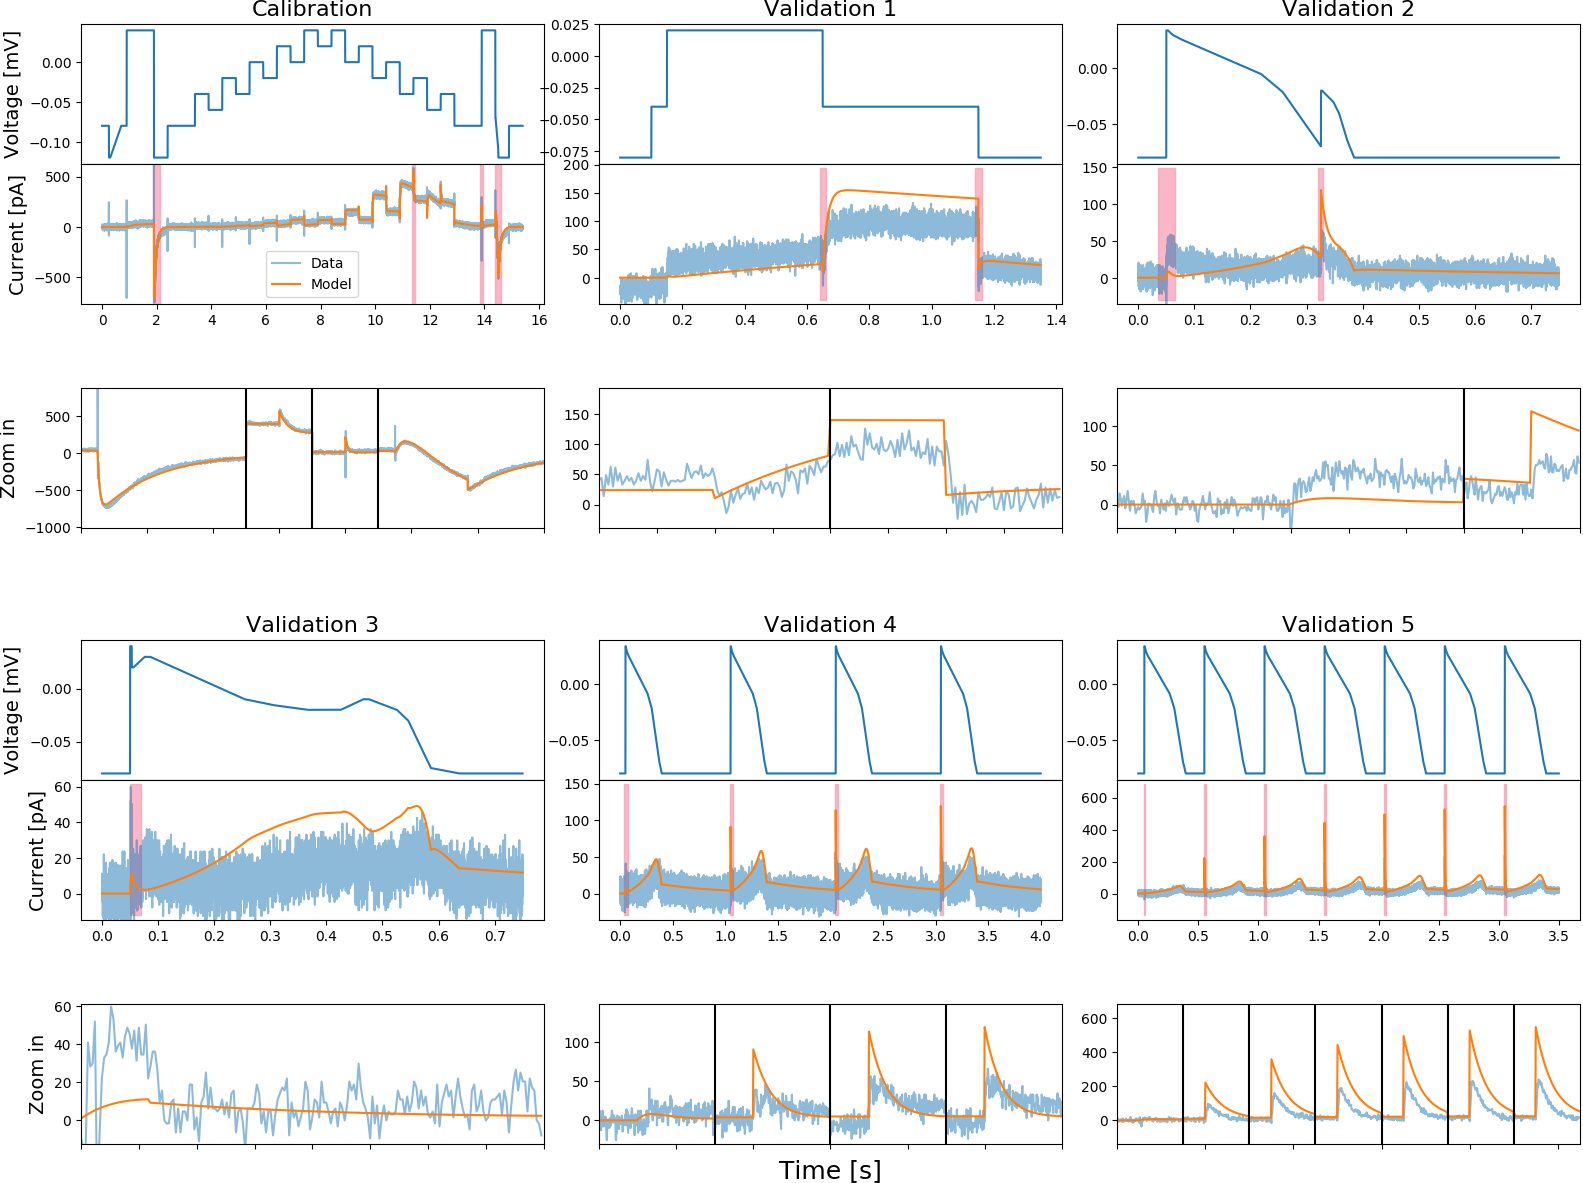 Calibration
Validation 1
Validation 2
Voltage [mV]
0.00
−0.05
−0.10
0.025
0.000
−0.025
−0.050
−0.075
0.00
−0.05
Current [pA]
500
0
−500
Data
Model
200
150
100
50
0
150
100
50
0
0 2 4 6 8 10 12 14 16
0.0 0.2 0.4 0.6 0.8 1.0 1.2 1.4
0.0 0.1 0.2 0.3 0.4 0.5 0.6 0.7
Zoom in
500
0
−500
−1000
150
100
50
0
100
50
0
Validation 3
Validation 4
Validation 5
Voltage [mV]
0.00
−0.05
0.00
−0.05
0.00
−0.05
Current [pA]
60
40
20
0
150
100
50
0
600
400
200
0
0.0 0.1 0.2 0.3 0.4 0.5 0.6 0.7
0.0 0.5 1.0 1.5 2.0 2.5 3.0 3.5 4.0
0.0 0.5 1.0 1.5 2.0 2.5 3.0 3.5
Zoom in
60
40
20
0
100
50
0
600
400
200
0
Time [s]